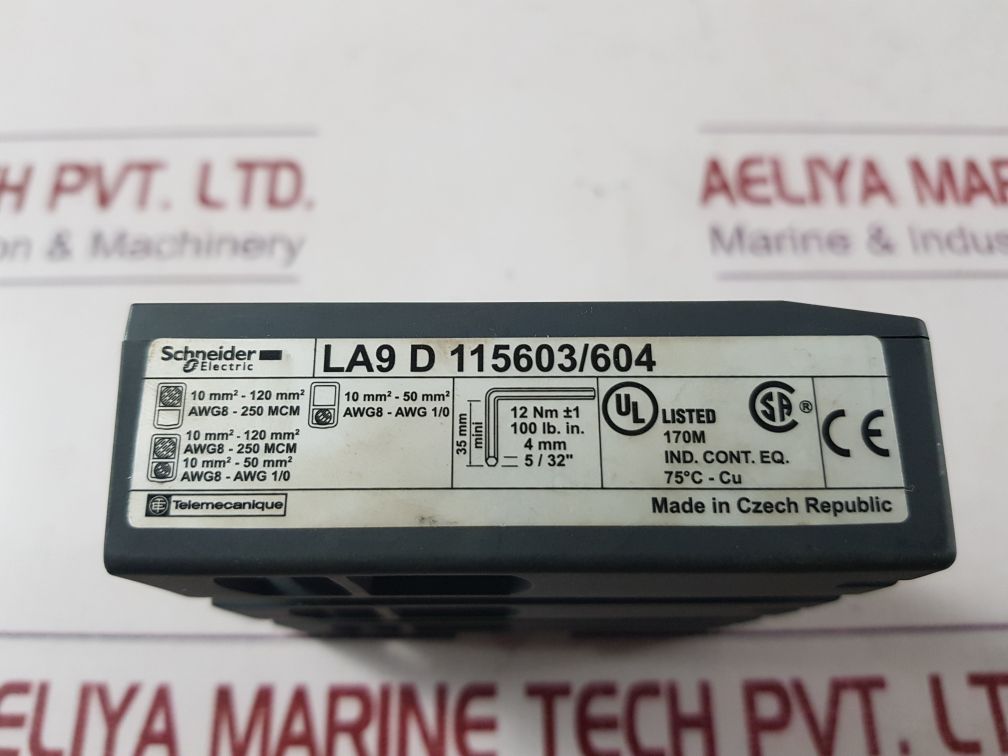 H PVT. LTD.
on & Machinery
AELIYA MAR
Marine & Indus
Schneider
Electric
LA9 D 115603/604
10 mm² - 120 mm²
AWG8 - 250 MCM
10 mm² - 120 mm²
AWG8 - 250 MCM
10 mm² - 50 mm²
AWG8 - AWG 1/0
10 mm² - 50 mm²
AWG8 - AWG 1/0
35 mm
mini
12 Nm ±1
100 lb. in.
4 mm
5 / 32"
UL LISTED
170M
IND. CONT. EQ.
75°C - Cu
SA ®
CE
TE Telemecanique
Made in Czech Republic
ELIYA MARINE TECH PVT. LTD